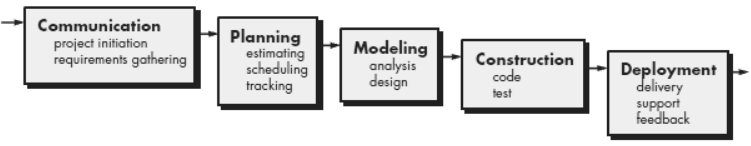 Communication
project initiation
requirements gathering
Planning
estimating
scheduling
tracking
Modeling
analysis
design
Construction
code
test
Deployment
delivery
support
feedback